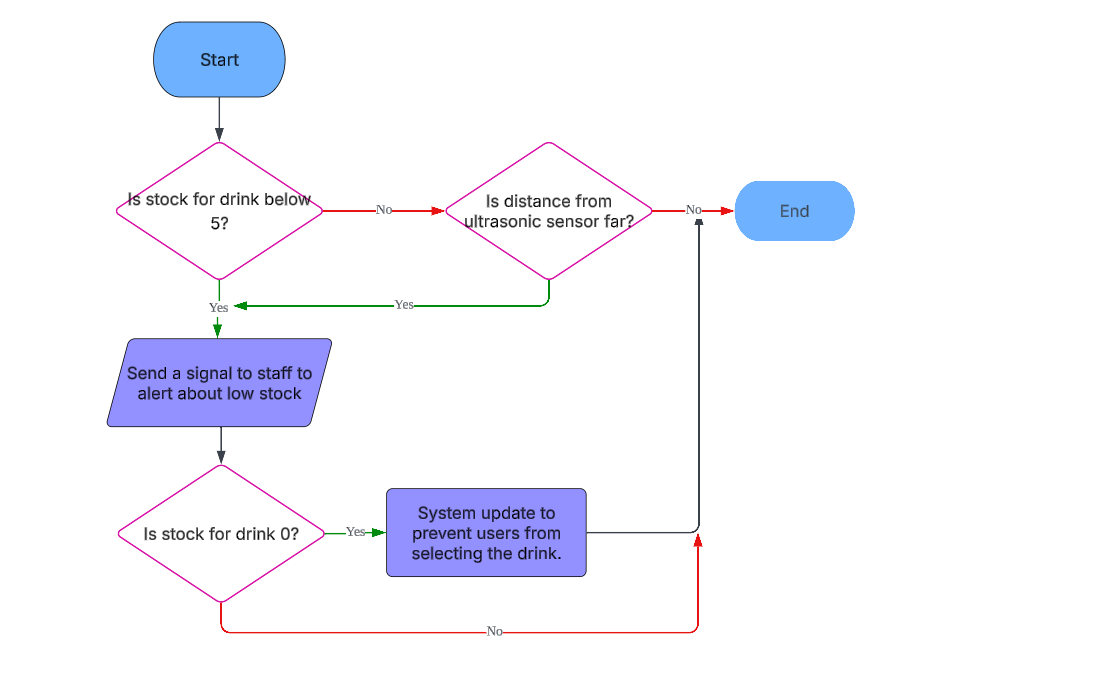 Start
Is stock for drink below
5?
No
Is distance from
ultrasonic sensor far?
No
End
Yes
Yes
Send a signal to staff to
alert about low stock
Is stock for drink 0?
Yes
System update to
prevent users from
selecting the drink.
No